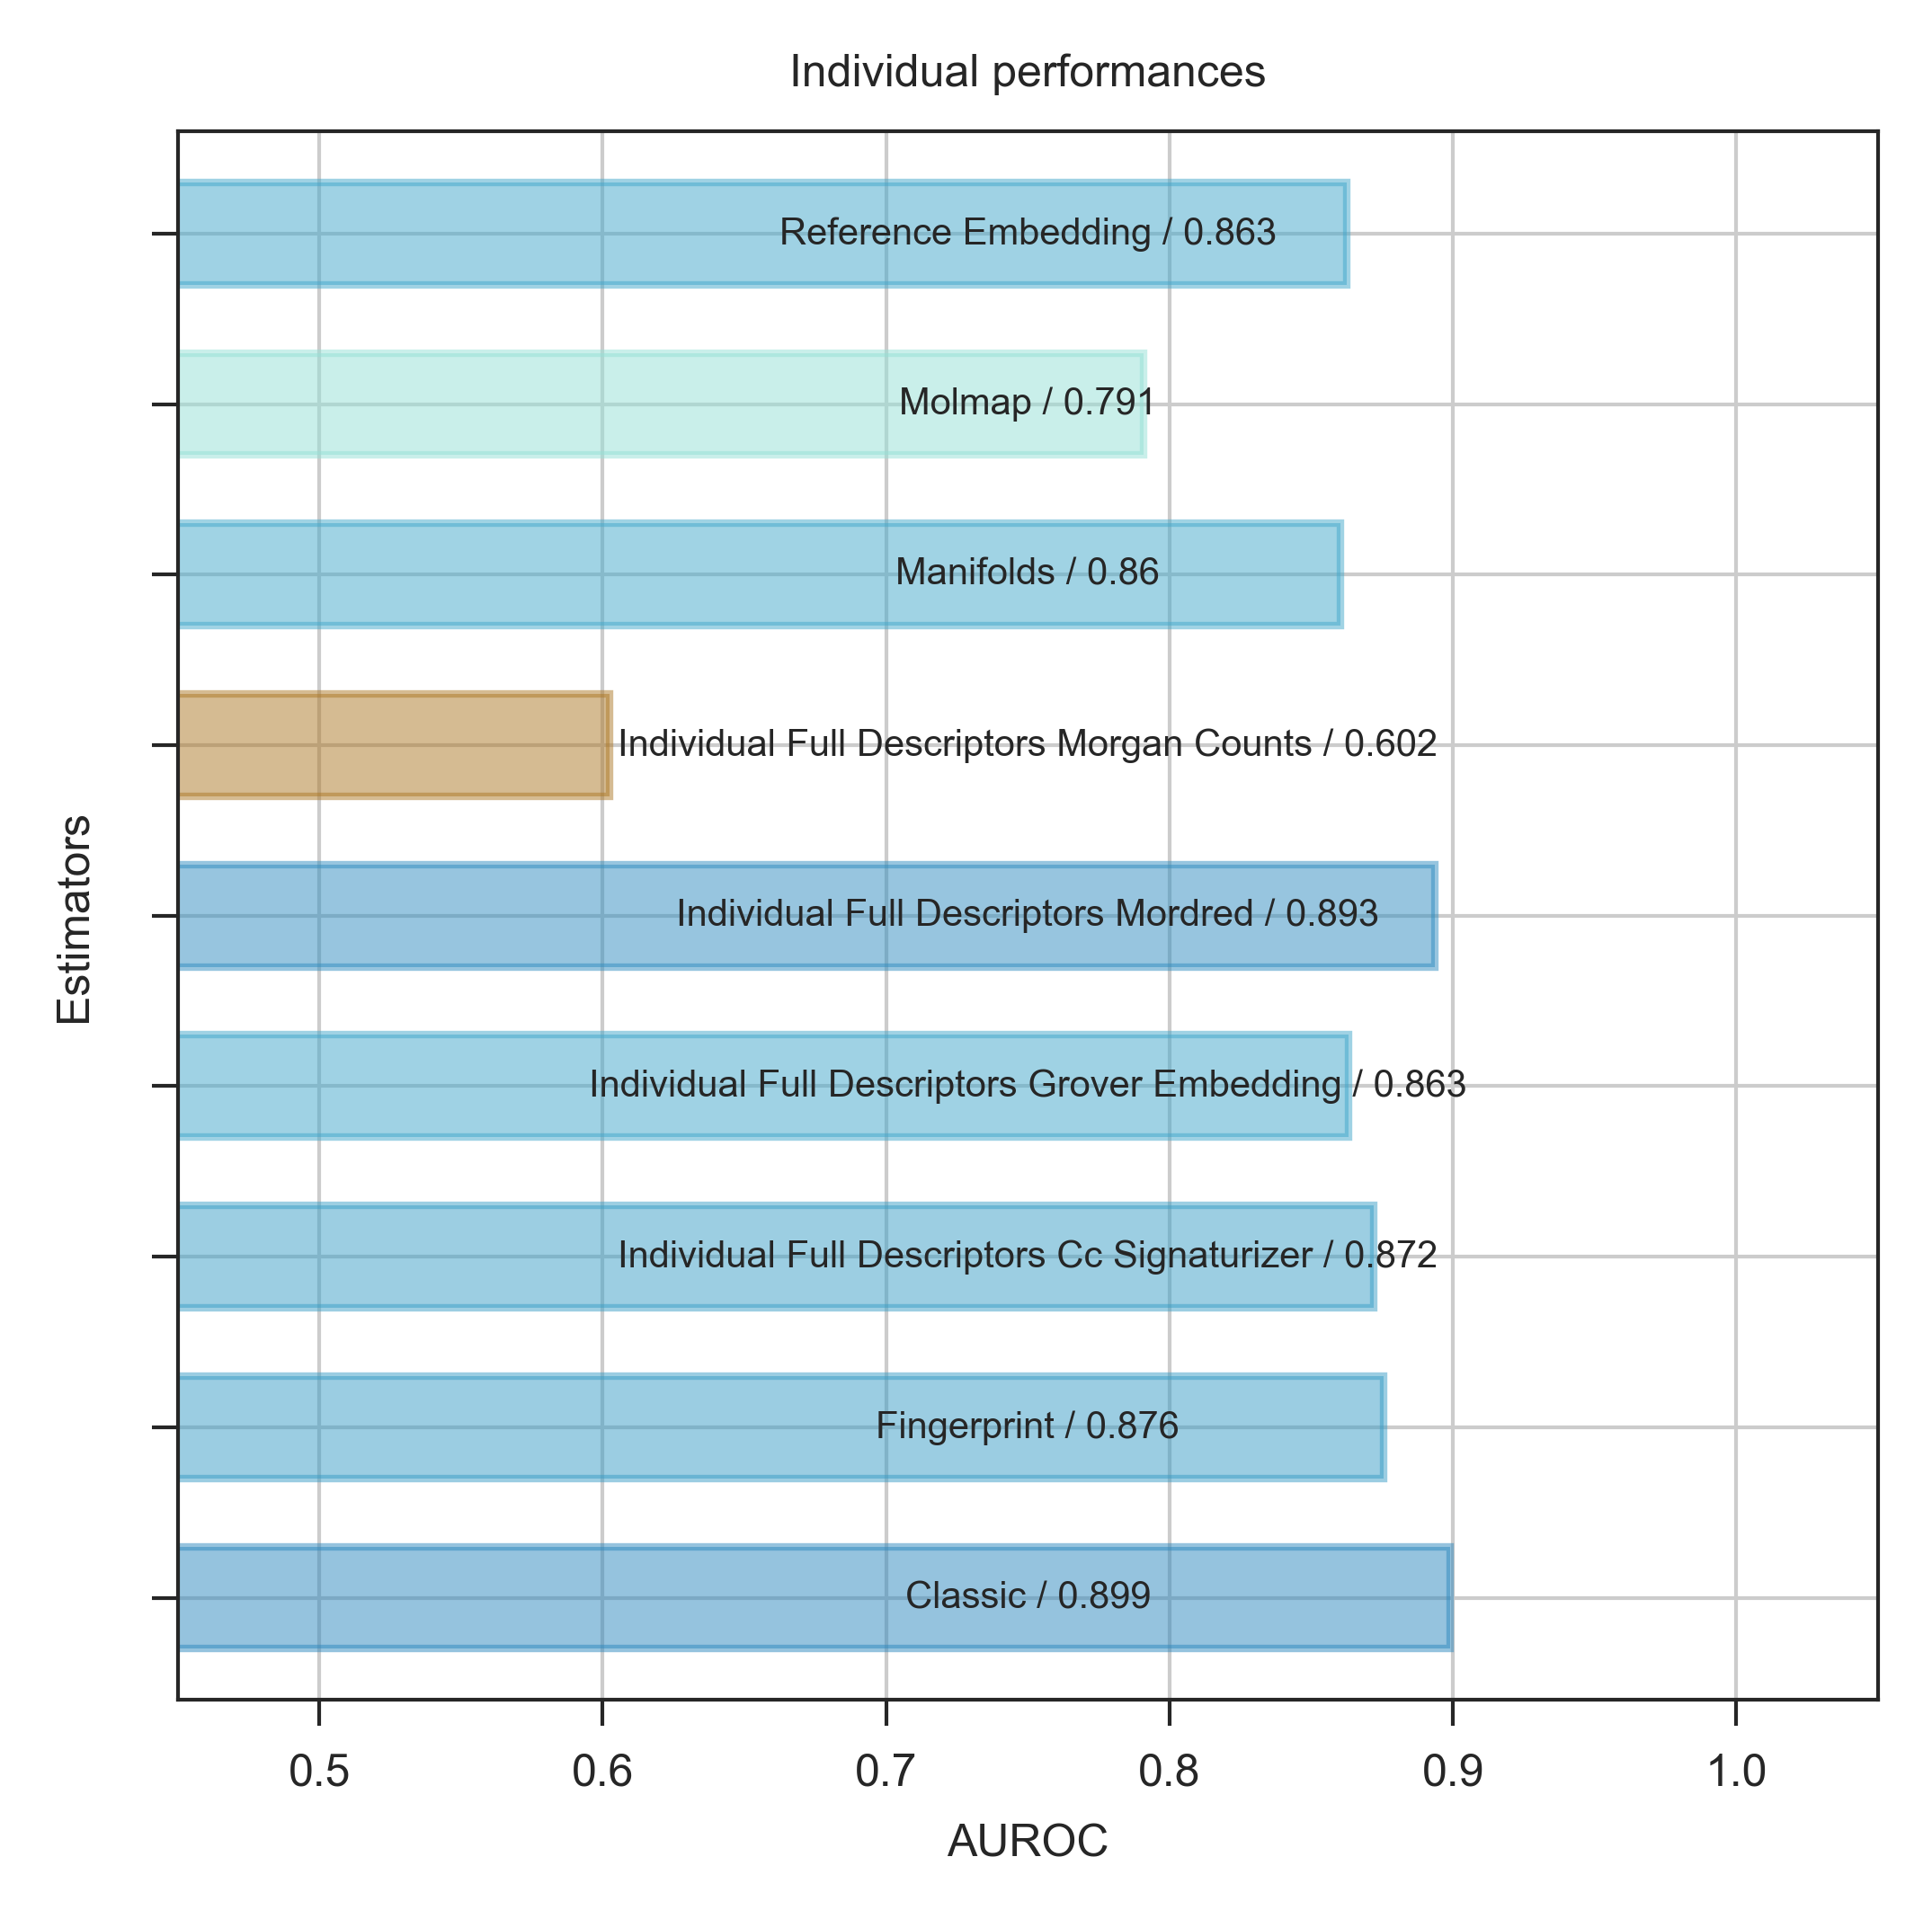 Individual performances
Reference Embedding / 0.863
Molmap / 0.791
Manifolds / 0.86
Individual Full Descriptors Morgan Counts / 0.602
Individual Full Descriptors Mordred / 0.893
Individual Full Descriptors Grover Embedding / 0.863
Individual Full Descriptors Cc Signaturizer / 0.872
Fingerprint / 0.876
Classic / 0.899
Estimators
0.5 0.6 0.7 0.8 0.9 1.0
AUROC